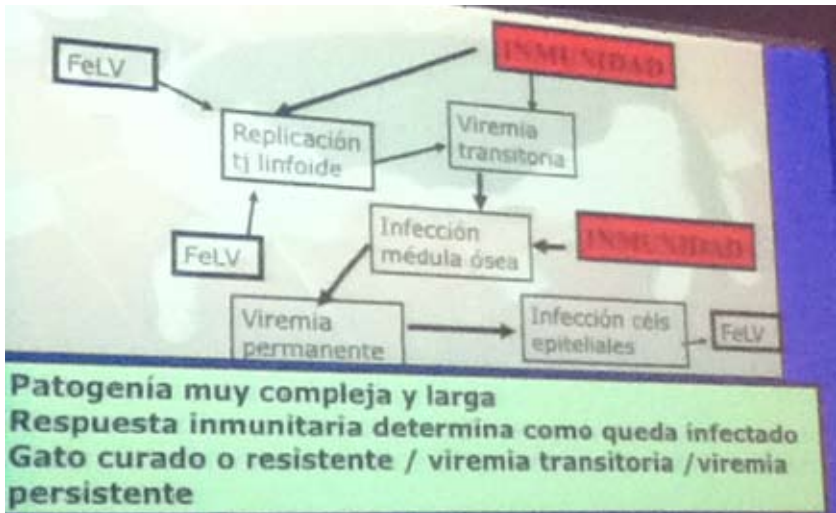 FeLV
INMUNIDAD
Replicación
tj linfoide
Viremia
transitoria
FeLV
Infección
médula ósea
INMUNIDAD
Viremia
permanente
Infección céls
epiteliales
FeLV
Patogenía muy compleja y larga
Respuesta inmunitaria determina como queda infectado
Gato curado o resistente / viremia transitoria /viremia
persistente